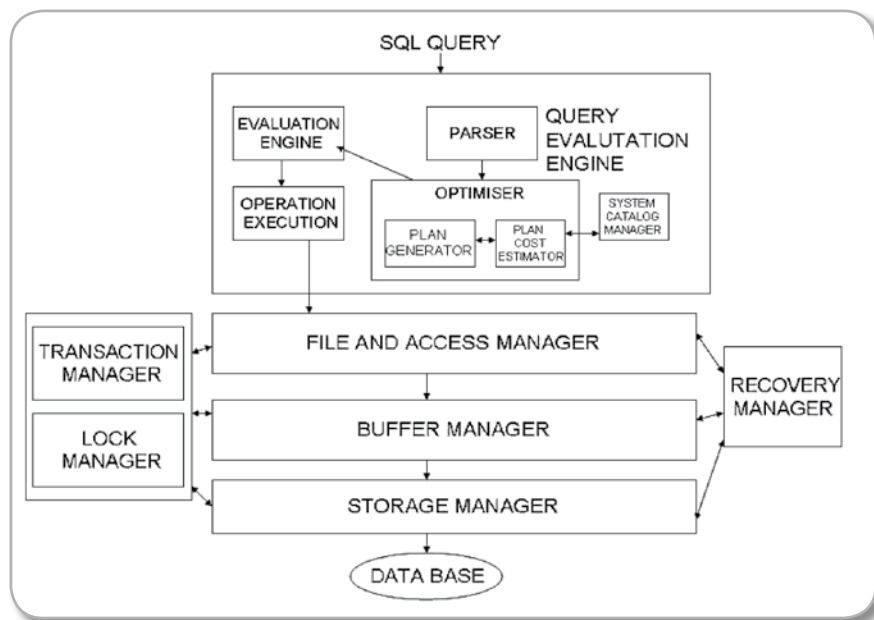 SQL QUERY
EVALUATION
ENGINE
PARSER
QUERY
EVALUTATION
ENGINE
OPERATION
EXECUTION
OPTIMISER
PLAN
GENERATOR
PLAN
COST
ESTIMATOR
SYSTEM
CATALOG
MANAGER
TRANSACTION
MANAGER
LOCK
MANAGER
FILE AND ACCESS MANAGER
BUFFER MANAGER
STORAGE MANAGER
RECOVERY
MANAGER
DATA BASE